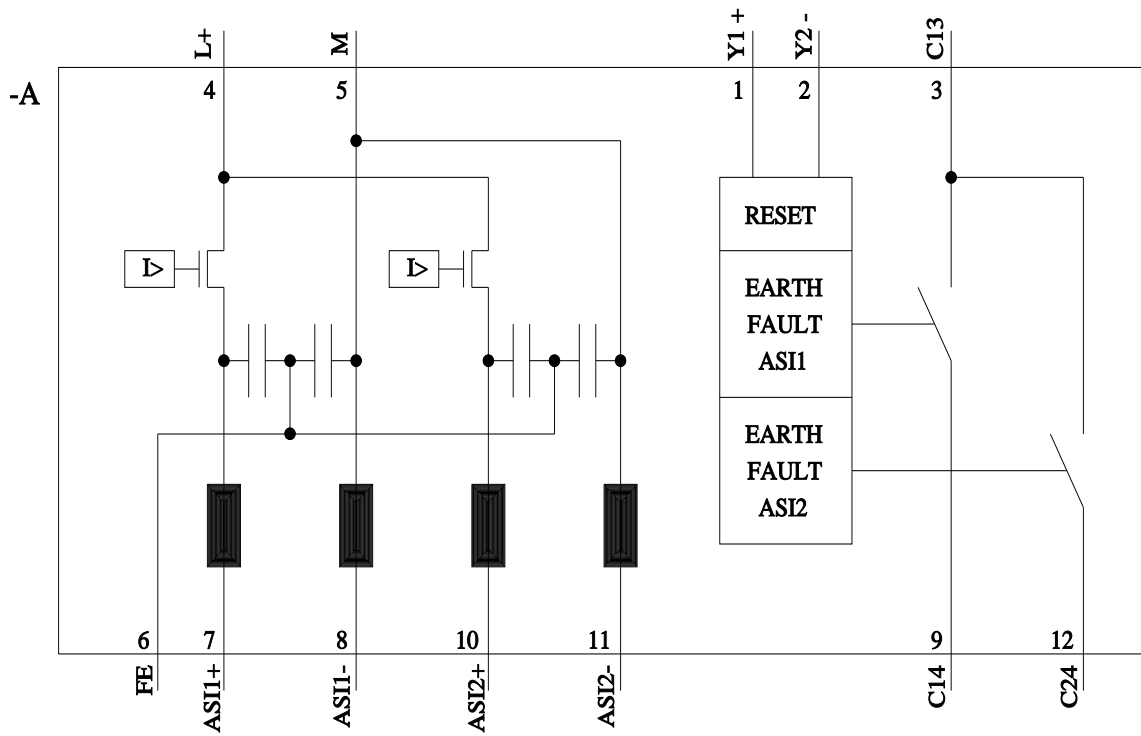 L+
M
Y1 +
Y2 -
C13
-A
4
5
1
2
3
RESET
I>
I>
EARTH
FAULT
ASI1
EARTH
FAULT
ASI2
6
7
8
10
11
9
12
FE
ASI1+
ASI1-
ASI2+
ASI2-
C14
C24